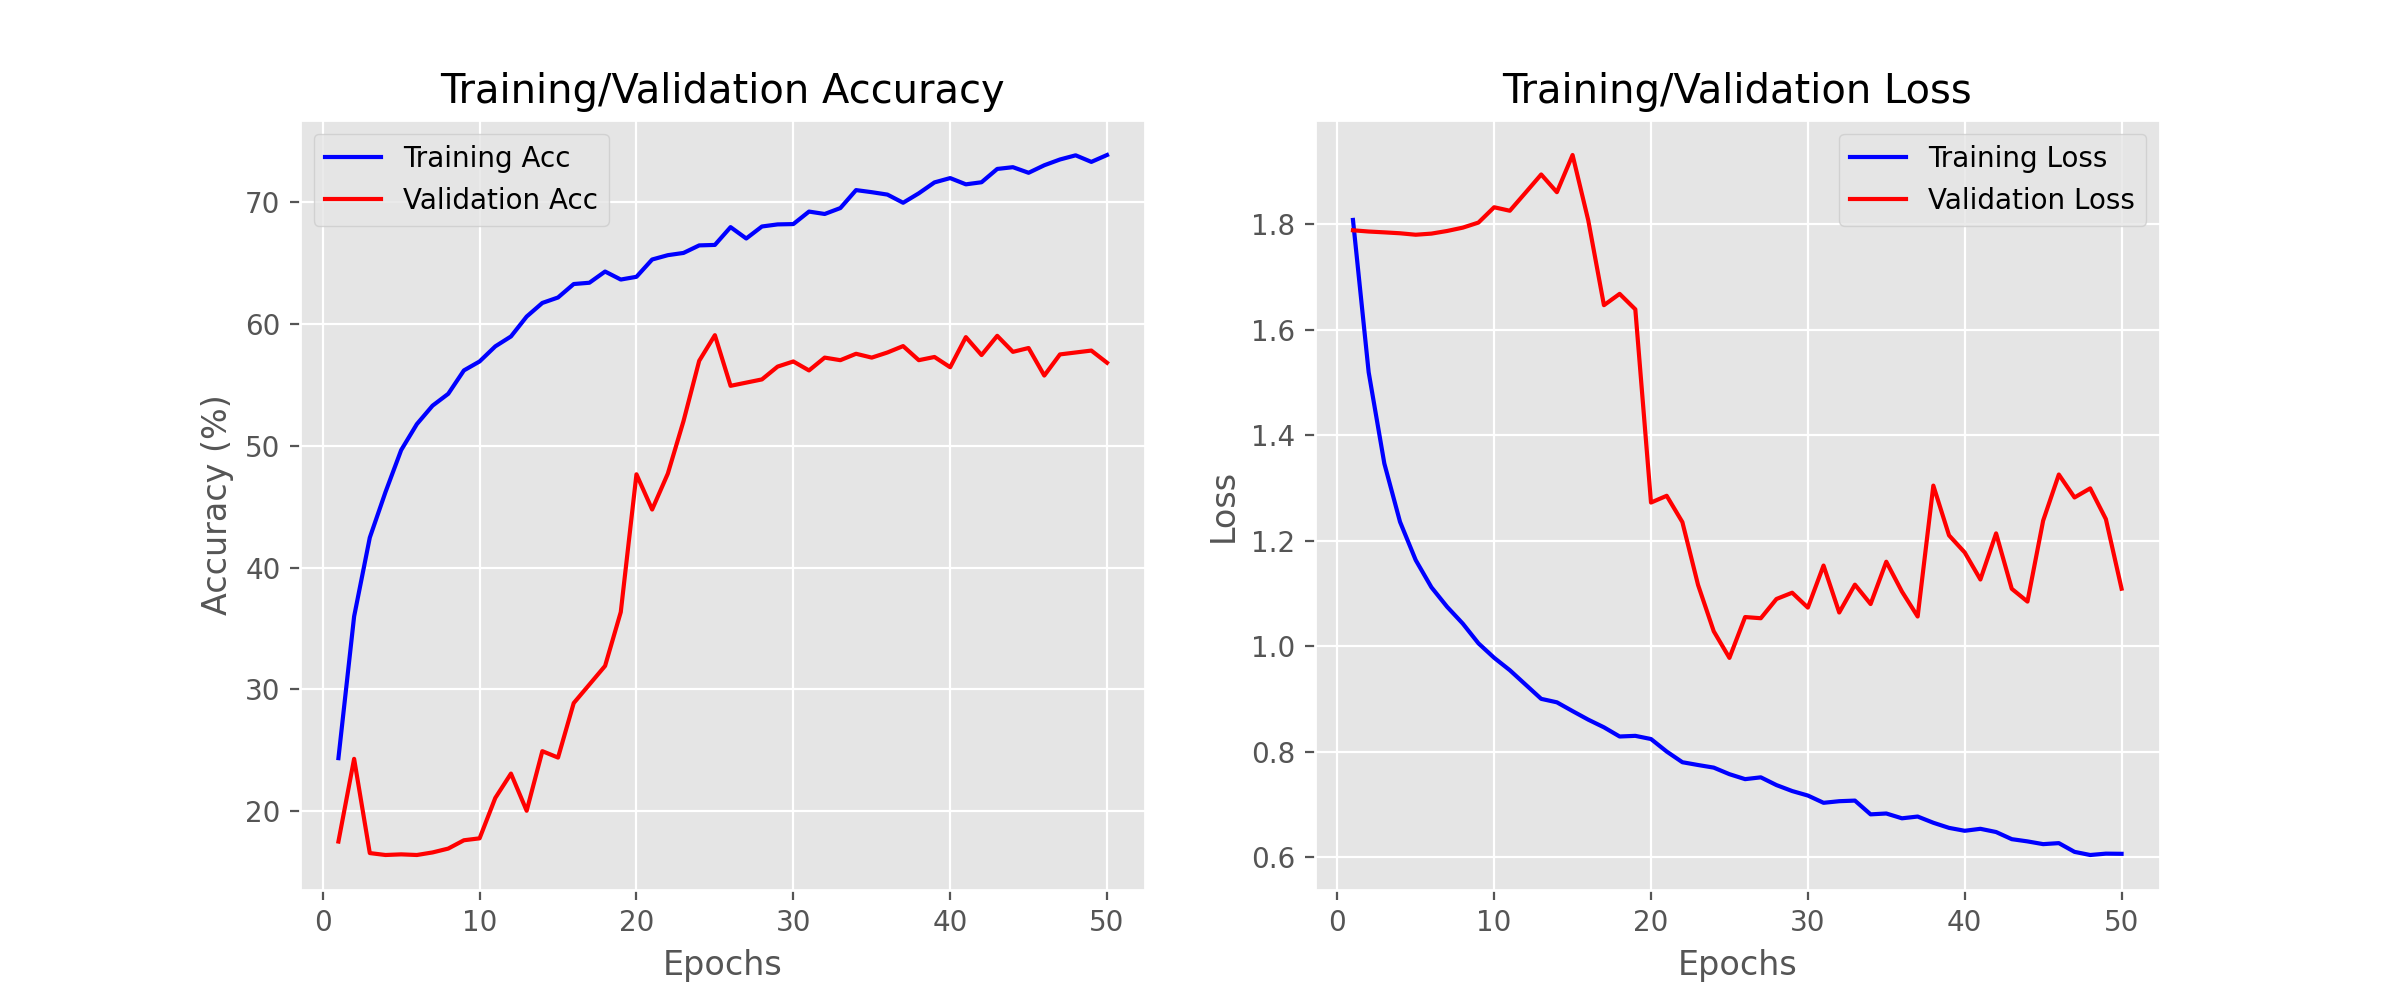 Training/Validation Accuracy
Training Acc
Validation Acc
70
60
50
40
30
20
Accuracy (%)
0 10 20 30 40 50
Epochs
Training/Validation Loss
Training Loss
Validation Loss
1.8
1.6
1.4
1.2
1.0
0.8
0.6
Loss
0 10 20 30 40 50
Epochs